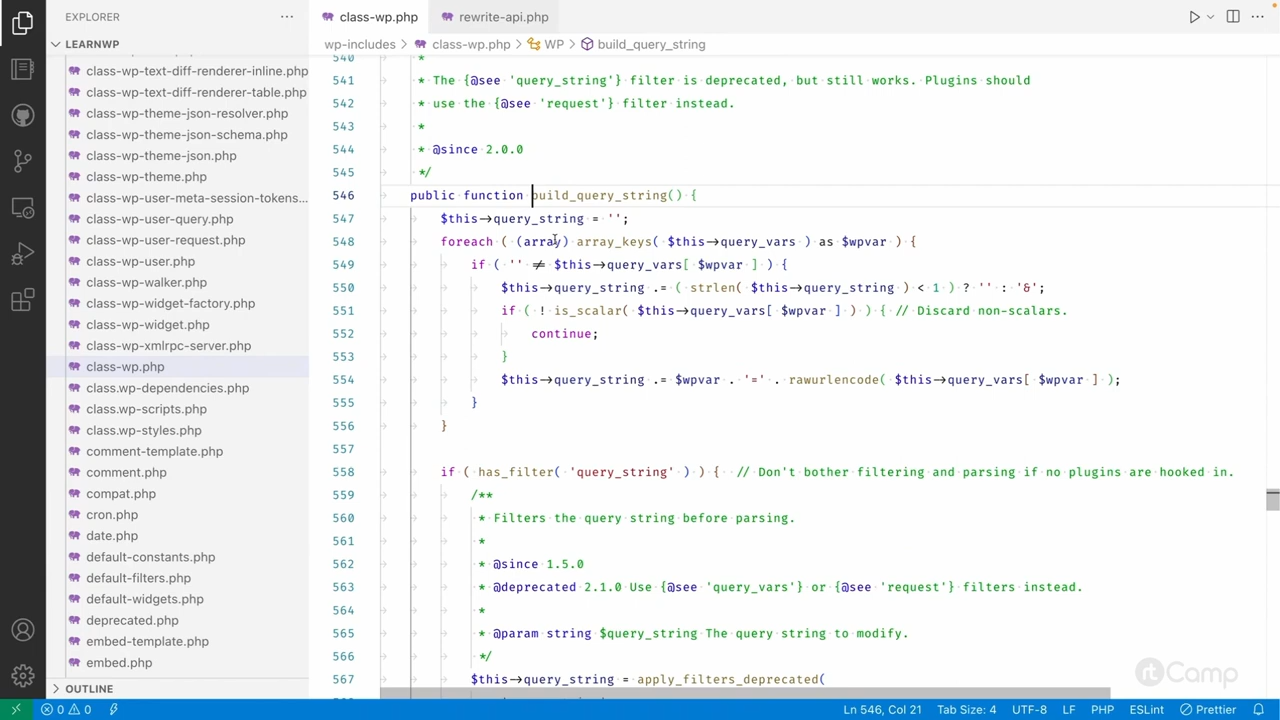 EXPLORER
LEARNWP
class-wp-text-diff-renderer-inline.php
class-wp-text-diff-renderer-table.php
class-wp-theme-json-resolver.php
class-wp-theme-json-schema.php
class-wp-theme-json.php
class-wp-theme.php
class-wp-user-meta-session-tokens...
class-wp-user-query.php
class-wp-user-request.php
class-wp-user.php
class-wp-walker.php
class-wp-widget-factory.php
class-wp-widget.php
class-wp-xmlrpc-server.php
class-wp.php
class.wp-dependencies.php
class.wp-scripts.php
class.wp-styles.php
comment-template.php
comment.php
compat.php
cron.php
date.php
default-constants.php
default-filters.php
default-widgets.php
deprecated.php
embed-template.php
embed.php
OUTLINE
class-wp.php rewrite-api.php
wp-includes > class-wp.php > WP > build_query_string
540 *
541 * The {@see 'query_string'} filter is deprecated, but still works. Plugins should
542 * use the {@see 'request'} filter instead.
543 *
544 * @since 2.0.0
545 */
546 public function build_query_string() {
547 $this->query_string = '';
548 foreach ( (array) array_keys( $this->query_vars ) as $wpvar ) {
549 if ( '' != $this->query_vars[ $wpvar ] ) {
550 $this->query_string .= ( strlen( $this->query_string ) < 1 ) ? '' : '&';
551 if ( ! is_scalar( $this->query_vars[ $wpvar ] ) ) { // Discard non-scalars.
552 continue;
553 }
554 $this->query_string .= $wpvar . '=' . rawurlencode( $this->query_vars[ $wpvar ] );
555 }
556 }
557
558 if ( has_filter( 'query_string' ) ) { // Don't bother filtering and parsing if no plugins are hooked in.
559 /**
560 * Filters the query string before parsing.
561 *
562 * @since 1.5.0
563 * @deprecated 2.1.0 Use {@see 'query_vars'} or {@see 'request'} filters instead.
564 *
565 * @param string $query_string The query string to modify.
566 */
567 $this->query_string = apply_filters_deprecated(
rtCamp
0 0 Ln 546, Col 21 Tab Size: 4 UTF-8 LF PHP ESLint Prettier